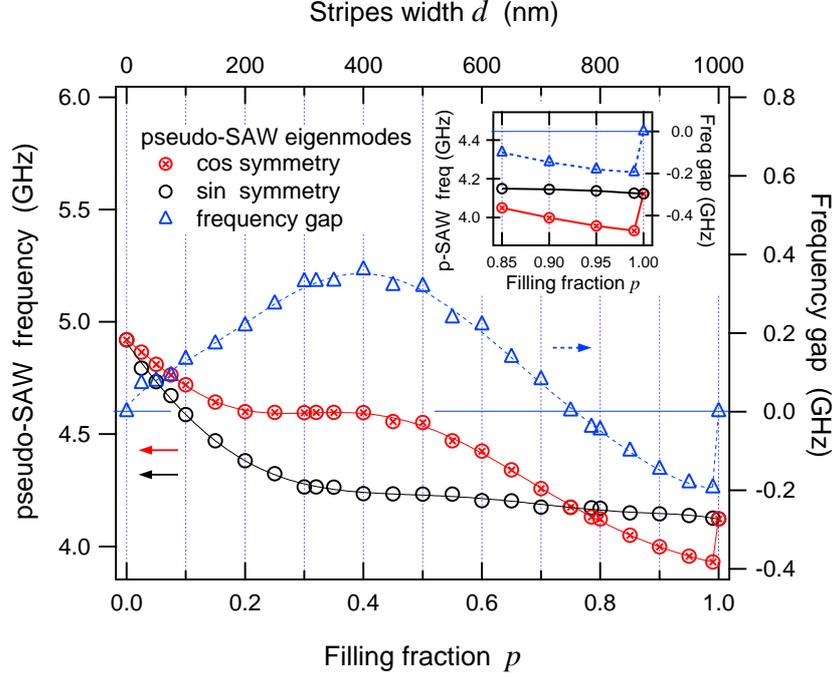 Stripes width d (nm)
0 200 400 600 800 1000
6.0
5.5
5.0
4.5
4.0
pseudo-SAW frequency (GHz)
pseudo-SAW eigenmodes
cos symmetry
sin symmetry
frequency gap
4.4
4.2
4.0
p-SAW freq (GHz)
0.0
-0.2
-0.4
Freq gap (GHz)
0.85 0.90 0.95 1.00
Filling fraction p
0.8
0.6
0.4
0.2
0.0
-0.2
-0.4
Frequency gap (GHz)
0.0 0.2 0.4 0.6 0.8 1.0
Filling fraction p